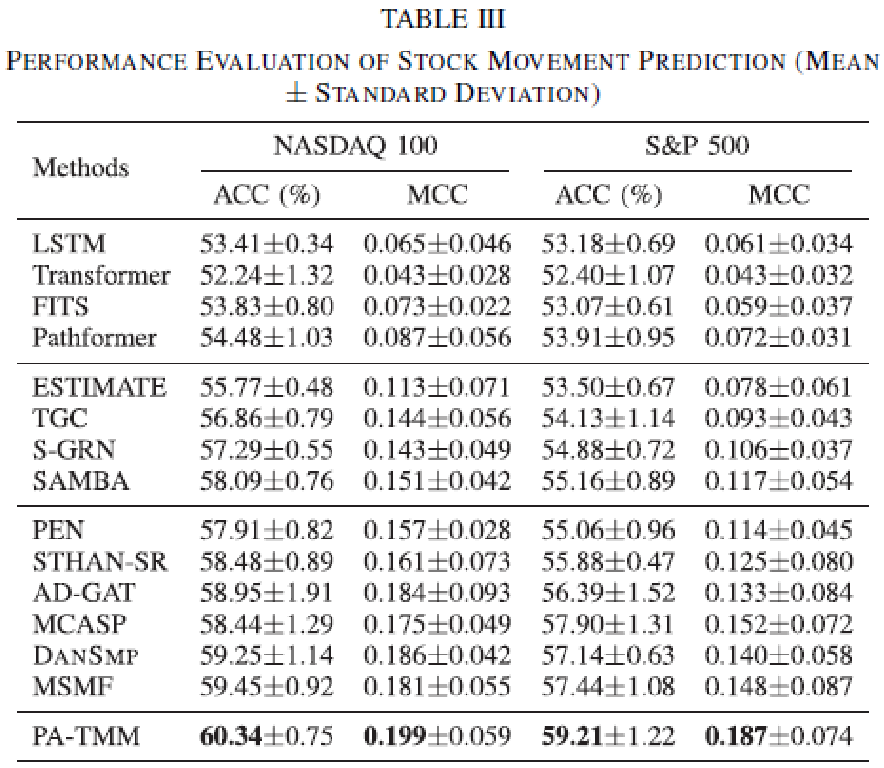 TABLE III
PERFORMANCE EVALUATION OF STOCK MOVEMENT PREDICTION (MEAN
± STANDARD DEVIATION)
Methods NASDAQ 100 S&P 500
ACC (%) MCC ACC (%) MCC
LSTM 53.41±0.34 0.065±0.046 53.18±0.69 0.061±0.034
Transformer 52.24±1.32 0.043±0.028 52.40±1.07 0.043±0.032
FITS 53.83±0.80 0.073±0.022 53.07±0.61 0.059±0.037
Pathformer 54.48±1.03 0.087±0.056 53.91±0.95 0.072±0.031
ESTIMATE 55.77±0.48 0.113±0.071 53.50±0.67 0.078±0.061
TGC 56.86±0.79 0.144±0.056 54.13±1.14 0.093±0.043
S-GRN 57.29±0.55 0.143±0.049 54.88±0.72 0.106±0.037
SAMBA 58.09±0.76 0.151±0.042 55.16±0.89 0.117±0.054
PEN 57.91±0.82 0.157±0.028 55.06±0.96 0.114±0.045
STHAN-SR 58.48±0.89 0.161±0.073 55.88±0.47 0.125±0.080
AD-GAT 58.95±1.91 0.184±0.093 56.39±1.52 0.133±0.084
MCASP 58.44±1.29 0.175±0.049 57.90±1.31 0.152±0.072
DANSMP 59.25±1.14 0.186±0.042 57.14±0.63 0.140±0.058
MSMF 59.45±0.92 0.181±0.055 57.44±1.08 0.148±0.087
PA-TMM 60.34±0.75 0.199±0.059 59.21±1.22 0.187±0.074